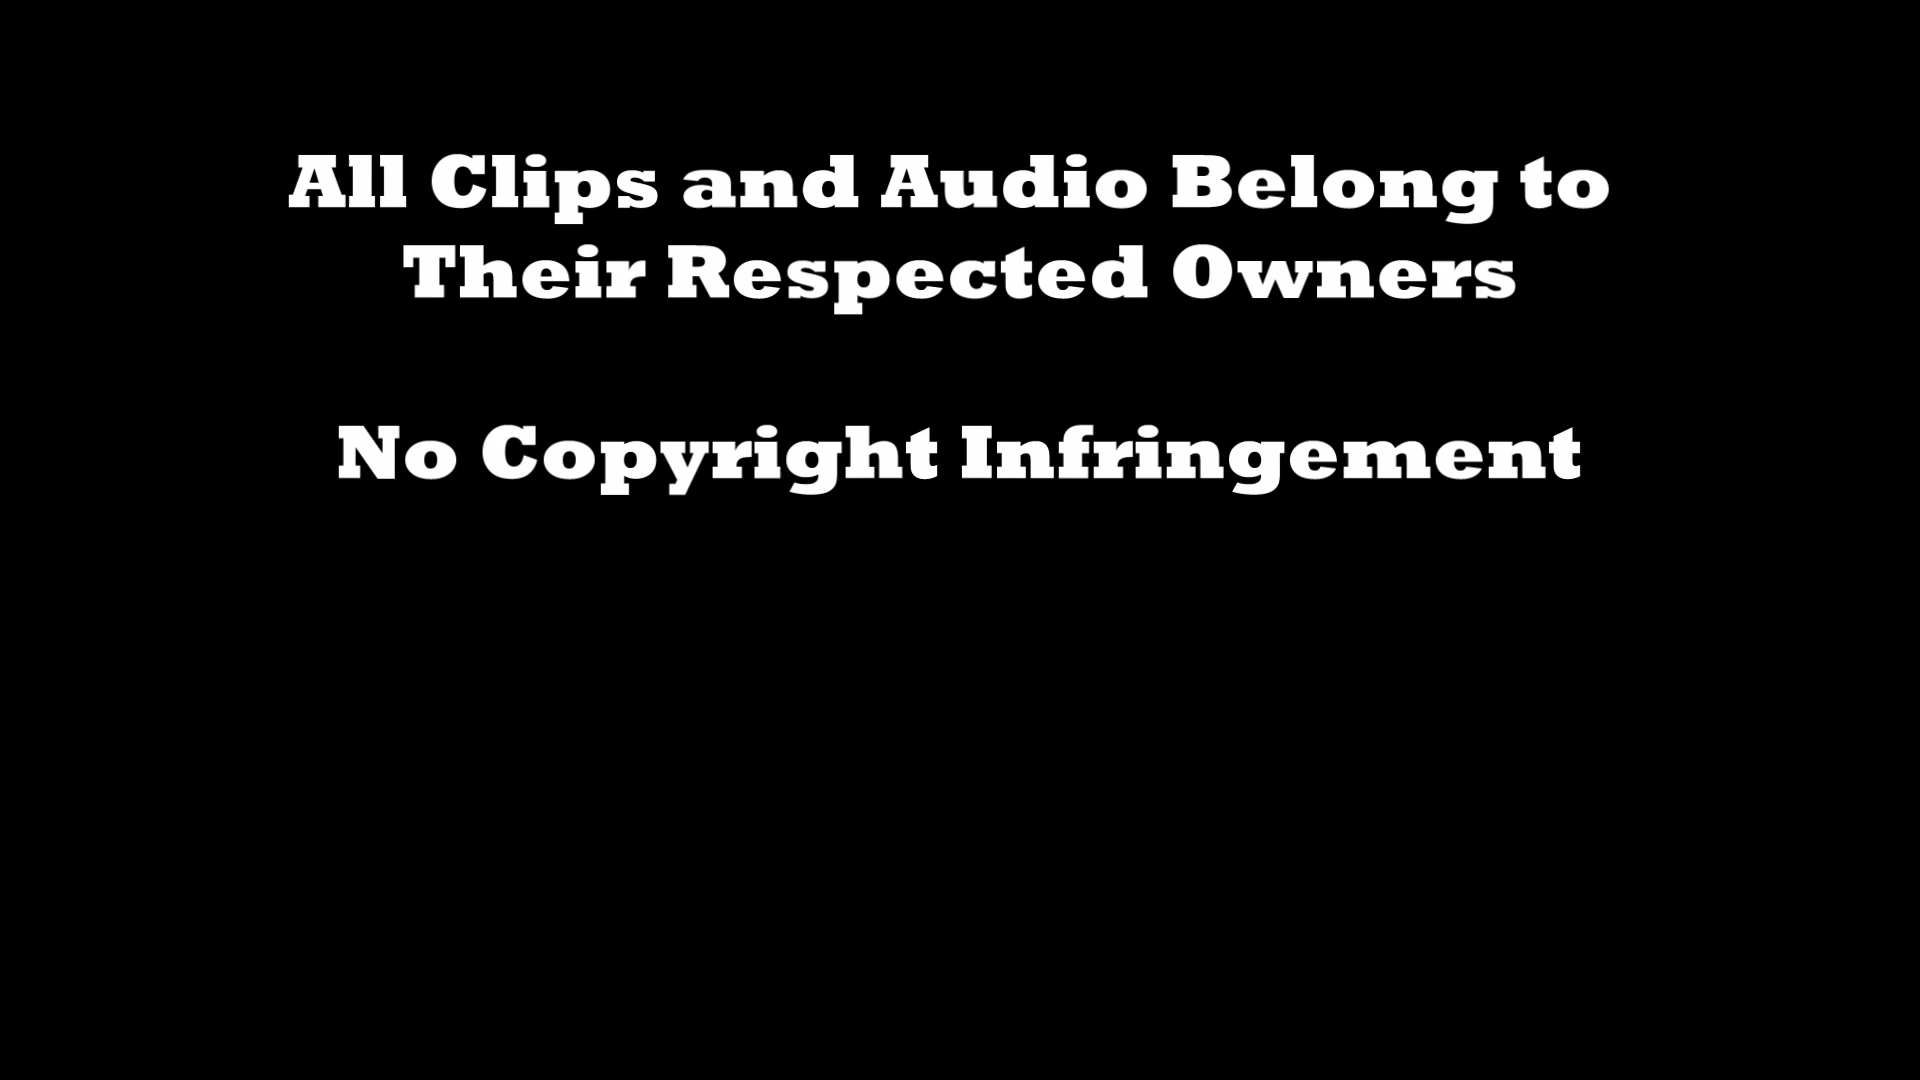 All Clips and Audio Belong to
Their Respected Owners
No Copyright Infringement